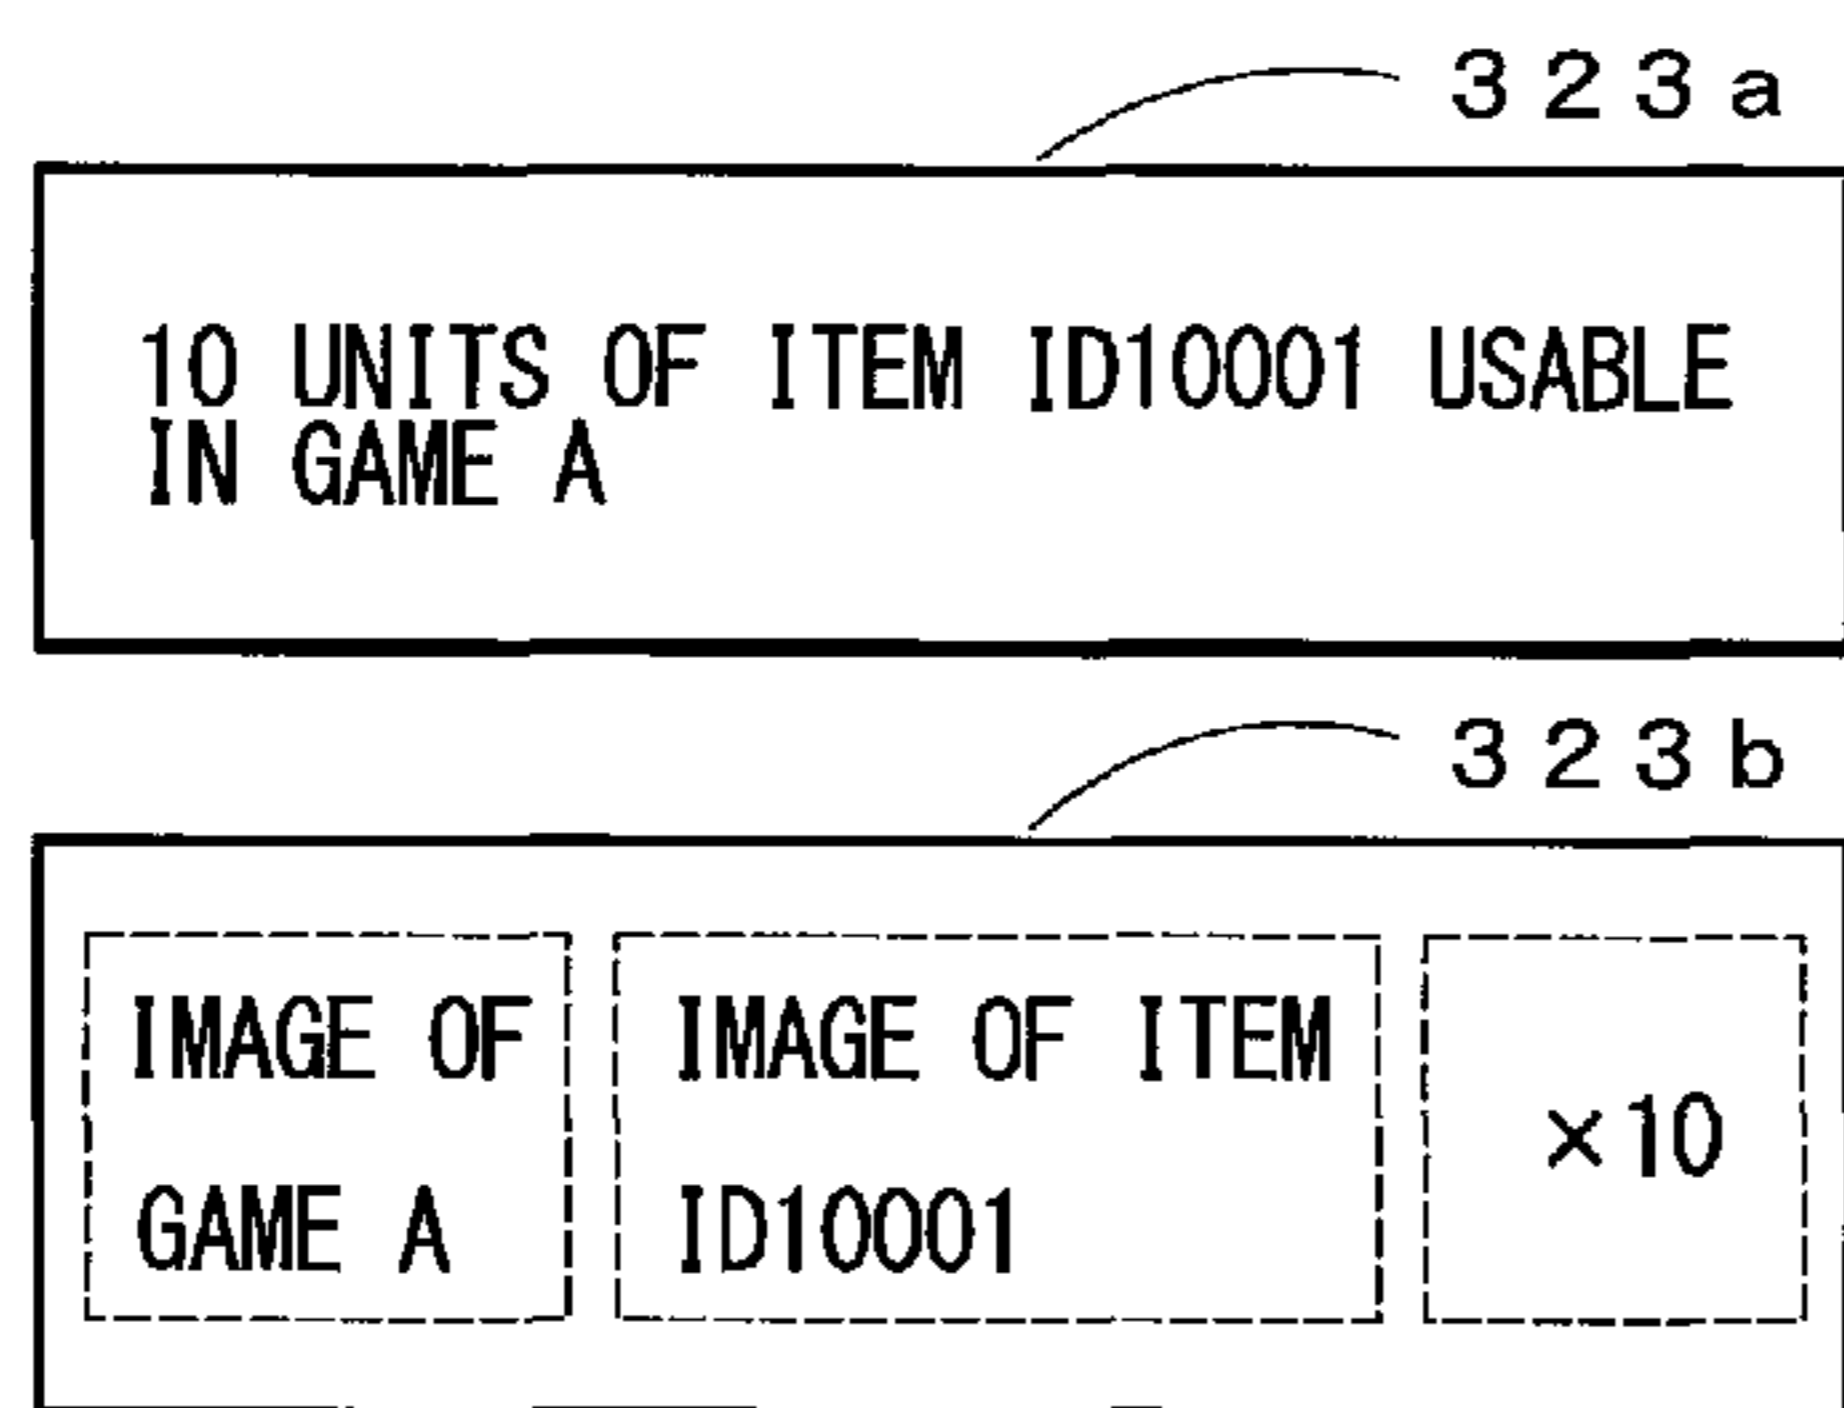 323a
10 UNITS OF ITEM ID10001 USABLE
IN GAME A
323b
IMAGE OF
GAME A
IMAGE OF ITEM
ID10001
×10